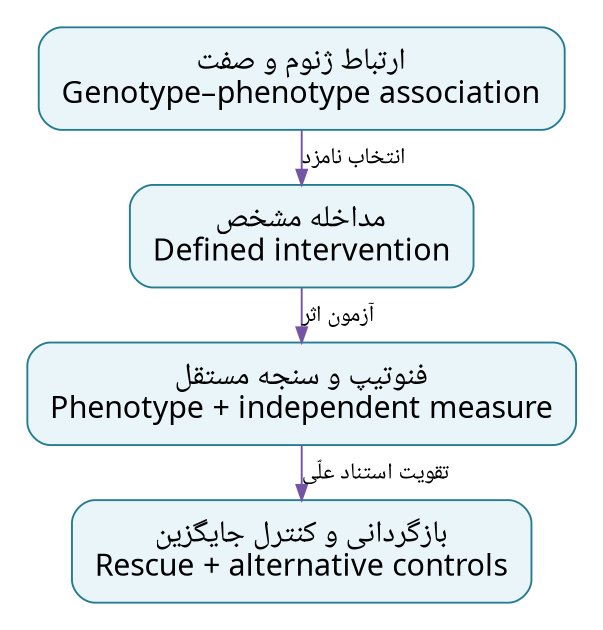 ارتباط ژنوم و صفت
Genotype–phenotype association
انتخاب نامزد
مداخله مشخص
Defined intervention
آزمون اثر
فنوتیپ و سنجه مستقل
Phenotype + independent measure
تقویت استناد علّی
بازگردانی و کنترل جایگزین
Rescue + alternative controls